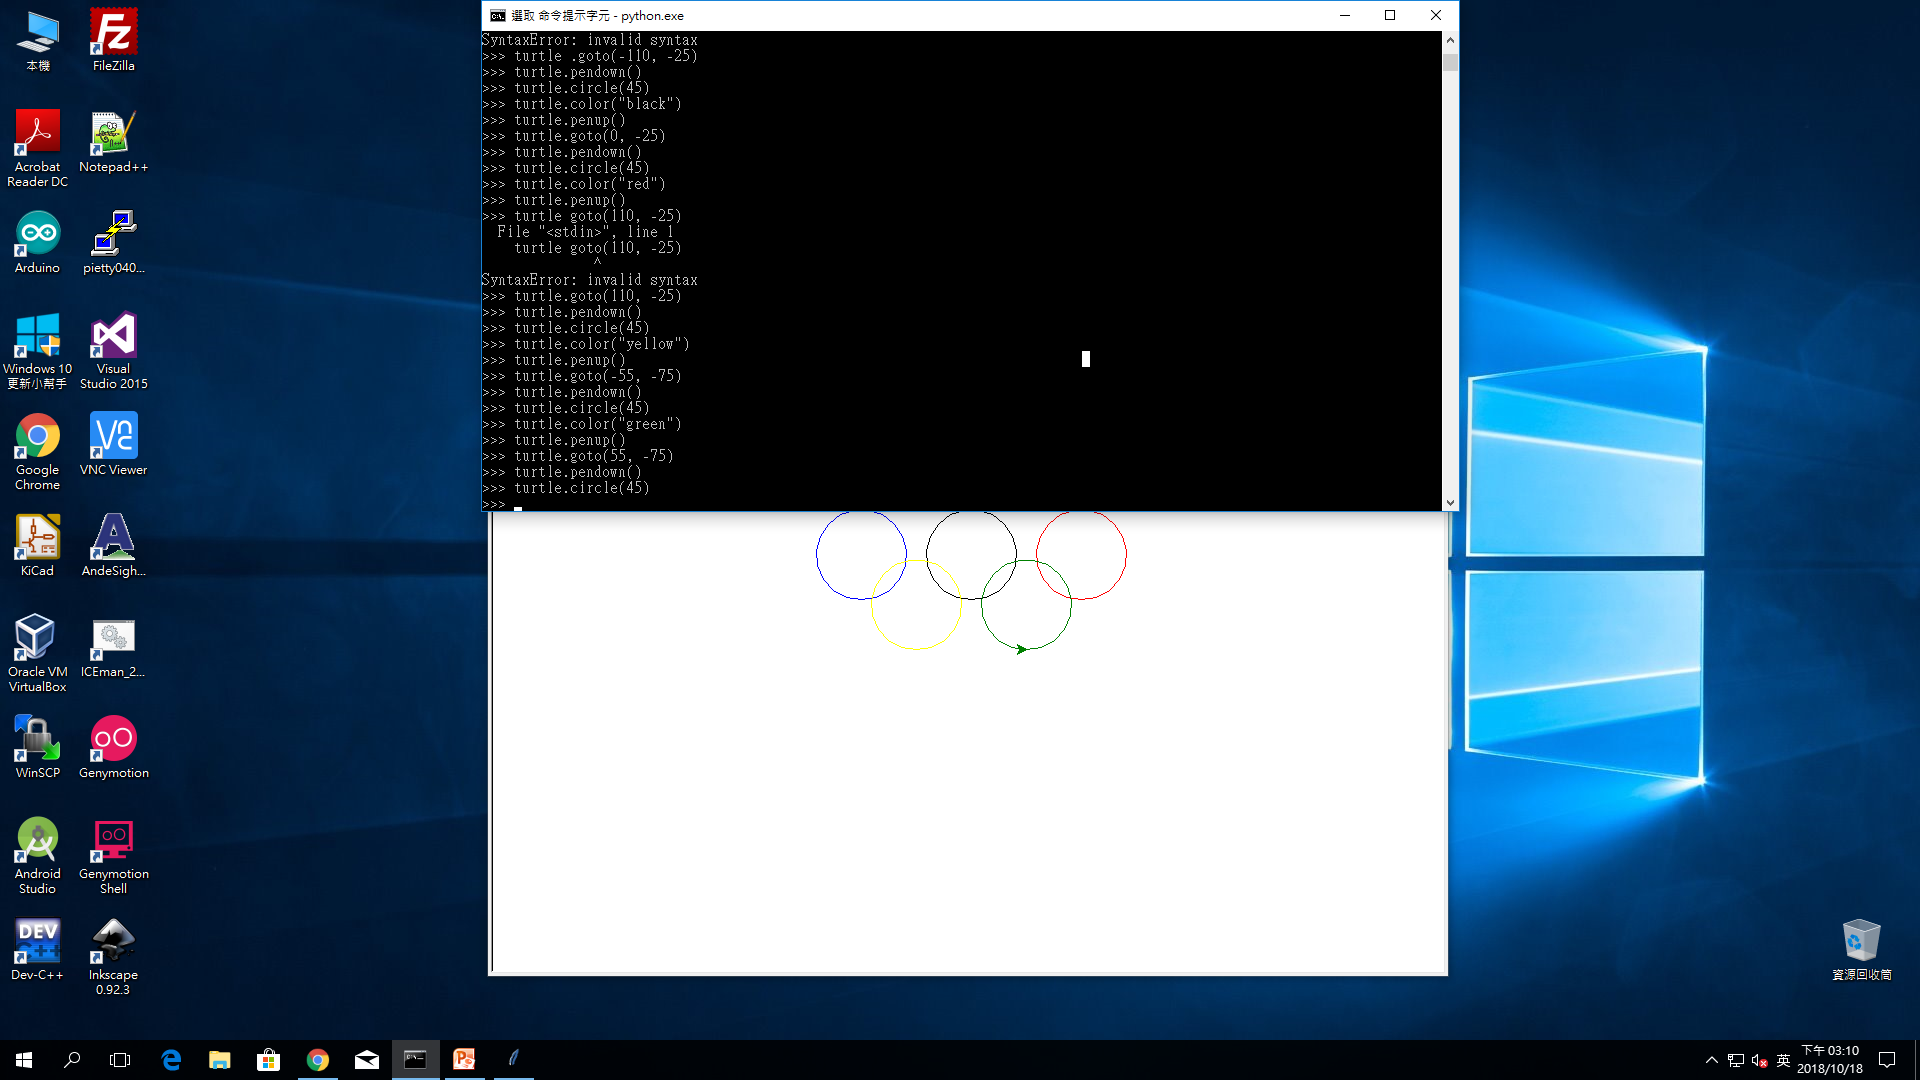 選取 命令提示字元 - python.exe
SyntaxError: invalid syntax
>>> turtle .goto(-110, -25)
>>> turtle.pendown()
>>> turtle.circle(45)
>>> turtle.color("black")
>>> turtle.penup()
>>> turtle.goto(0, -25)
>>> turtle.pendown()
>>> turtle.circle(45)
>>> turtle.color("red")
>>> turtle.penup()
>>> turtle goto(110, -25)
File "<stdin>", line 1
turtle goto(110, -25)
^
SyntaxError: invalid syntax
>>> turtle.goto(110, -25)
>>> turtle.pendown()
>>> turtle.circle(45)
>>> turtle.color("yellow")
>>> turtle.penup()
>>> turtle.goto(-55, -75)
>>> turtle.pendown()
>>> turtle.circle(45)
>>> turtle.color("green")
>>> turtle.penup()
>>> turtle.goto(55, -75)
>>> turtle.pendown()
>>> turtle.circle(45)
>>>
本機
FileZilla
Acrobat
Reader DC
Notepad++
Arduino
pietty040...
Windows 10
更新小幫手
Visual
Studio 2015
Google
Chrome
VNC Viewer
KiCad
AndeSigh...
Oracle VM
VirtualBox
ICEman_2...
WinSCP
Genymotion
Android
Studio
Genymotion
Shell
DEV
C++
Dev-C++
Inkscape
0.92.3
資源回收筒
英
下午 03:10
2018/10/18